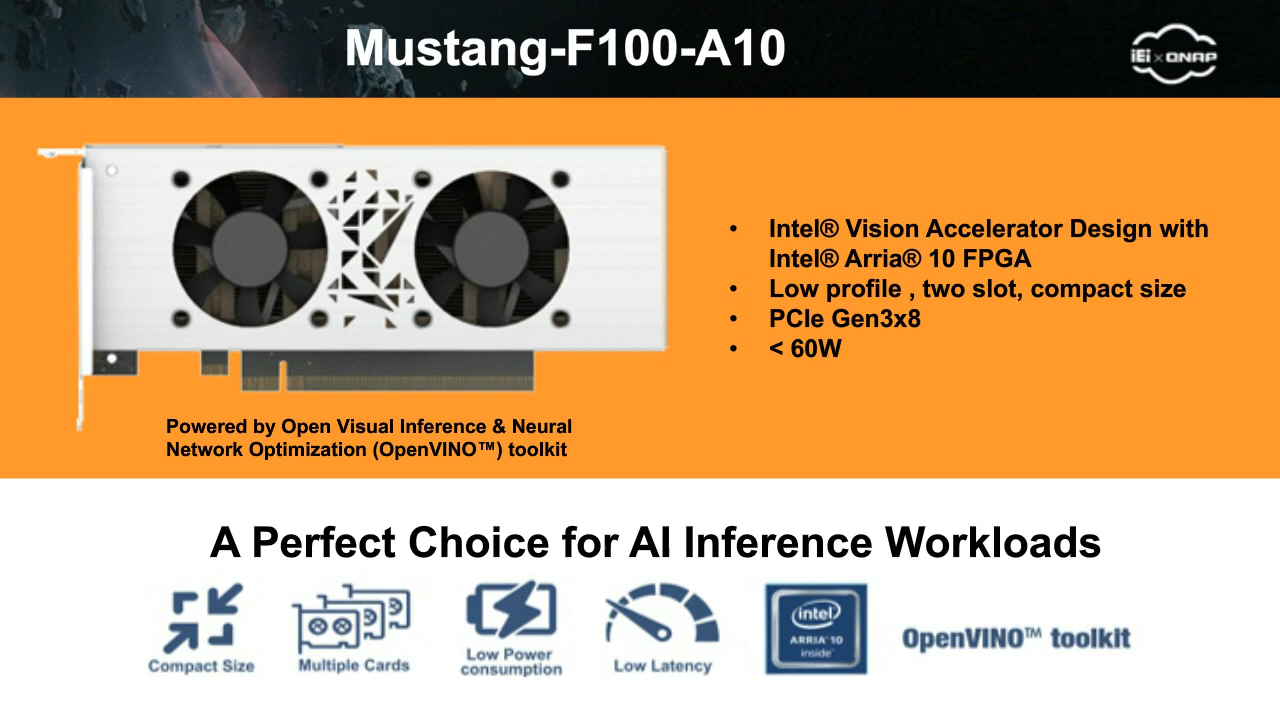 Mustang-F100-A10
iEi x QNAP
• Intel® Vision Accelerator Design with
Intel® Arria® 10 FPGA
• Low profile , two slot, compact size
• PCIe Gen3x8
• < 60W
Powered by Open Visual Inference & Neural
Network Optimization (OpenVINO™) toolkit
A Perfect Choice for AI Inference Workloads
Compact Size
Multiple Cards
Low Power
consumption
Low Latency
intel
ARRIA® 10
inside™
OpenVINO™ toolkit